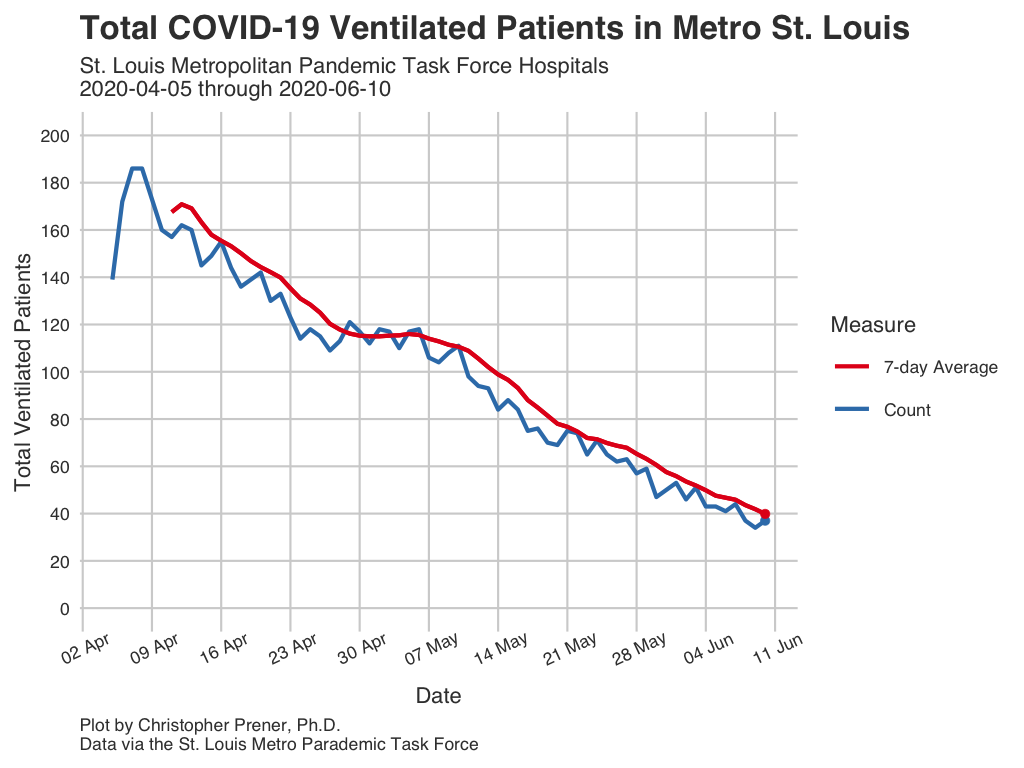 Total COVID-19 Ventilated Patients in Metro St. Louis
St. Louis Metropolitan Pandemic Task Force Hospitals
2020-04-05 through 2020-06-10
Total Ventilated Patients
200
180
160
140
120
100
80
60
40
20
0
02 Apr
09 Apr
16 Apr
23 Apr
30 Apr
07 May
14 May
21 May
28 May
04 Jun
11 Jun
Date
Measure
7-day Average
Count
Plot by Christopher Prener, Ph.D.
Data via the St. Louis Metro Parademic Task Force